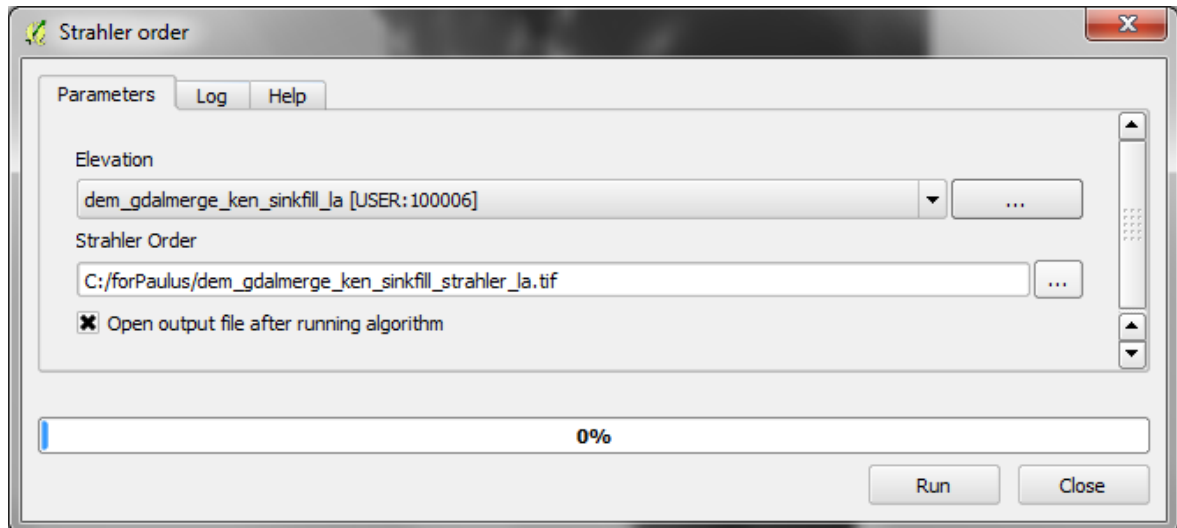 Strahler order
Parameters Log Help
Elevation
dem_gdalmerge_ken_sinkfill_la [USER:100006]
...
Strahler Order
C:/forPaulus/dem_gdalmerge_ken_sinkfill_strahler_la.tif
...
Open output file after running algorithm
0%
Run Close